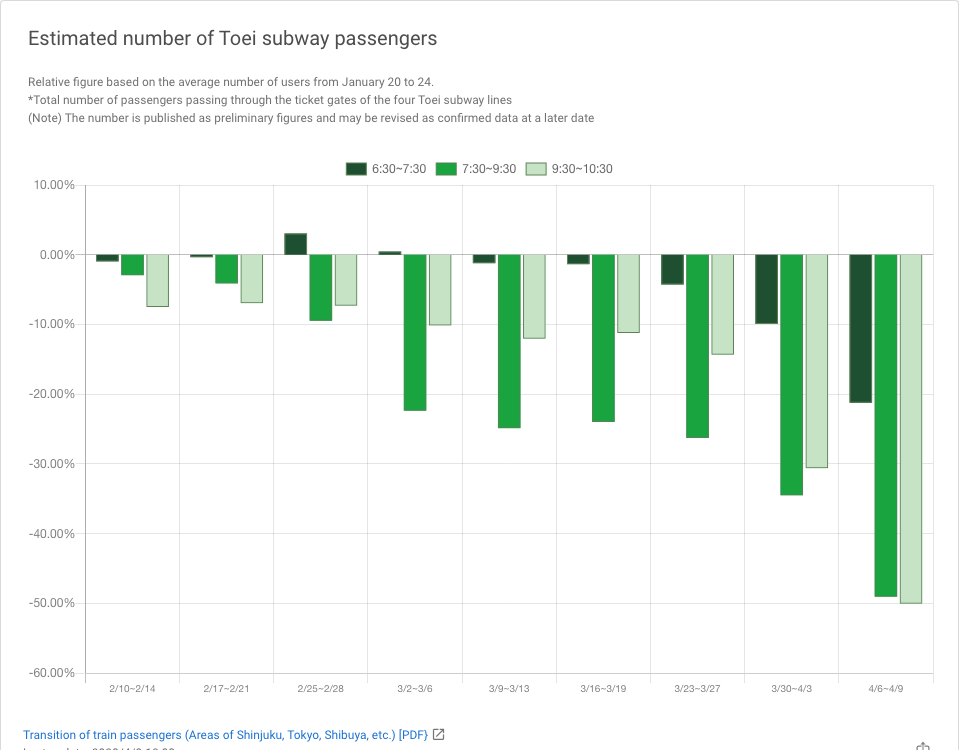 Estimated number of Toei subway passengers
Relative figure based on the average number of users from January 20 to 24.
*Total number of passengers passing through the ticket gates of the four Toei subway lines
(Note) The number is published as preliminary figures and may be revised as confirmed data at a later date
6:30~7:30 7:30~9:30 9:30~10:30
10.00%
0.00%
-10.00%
-20.00%
-30.00%
-40.00%
-50.00%
-60.00%
2/10~2/14 2/17~2/21 2/25~2/28 3/2~3/6 3/9~3/13 3/16~3/19 3/23~3/27 3/30~4/3 4/6~4/9
Transition of train passengers (Areas of Shinjuku, Tokyo, Shibuya, etc.) [PDF]